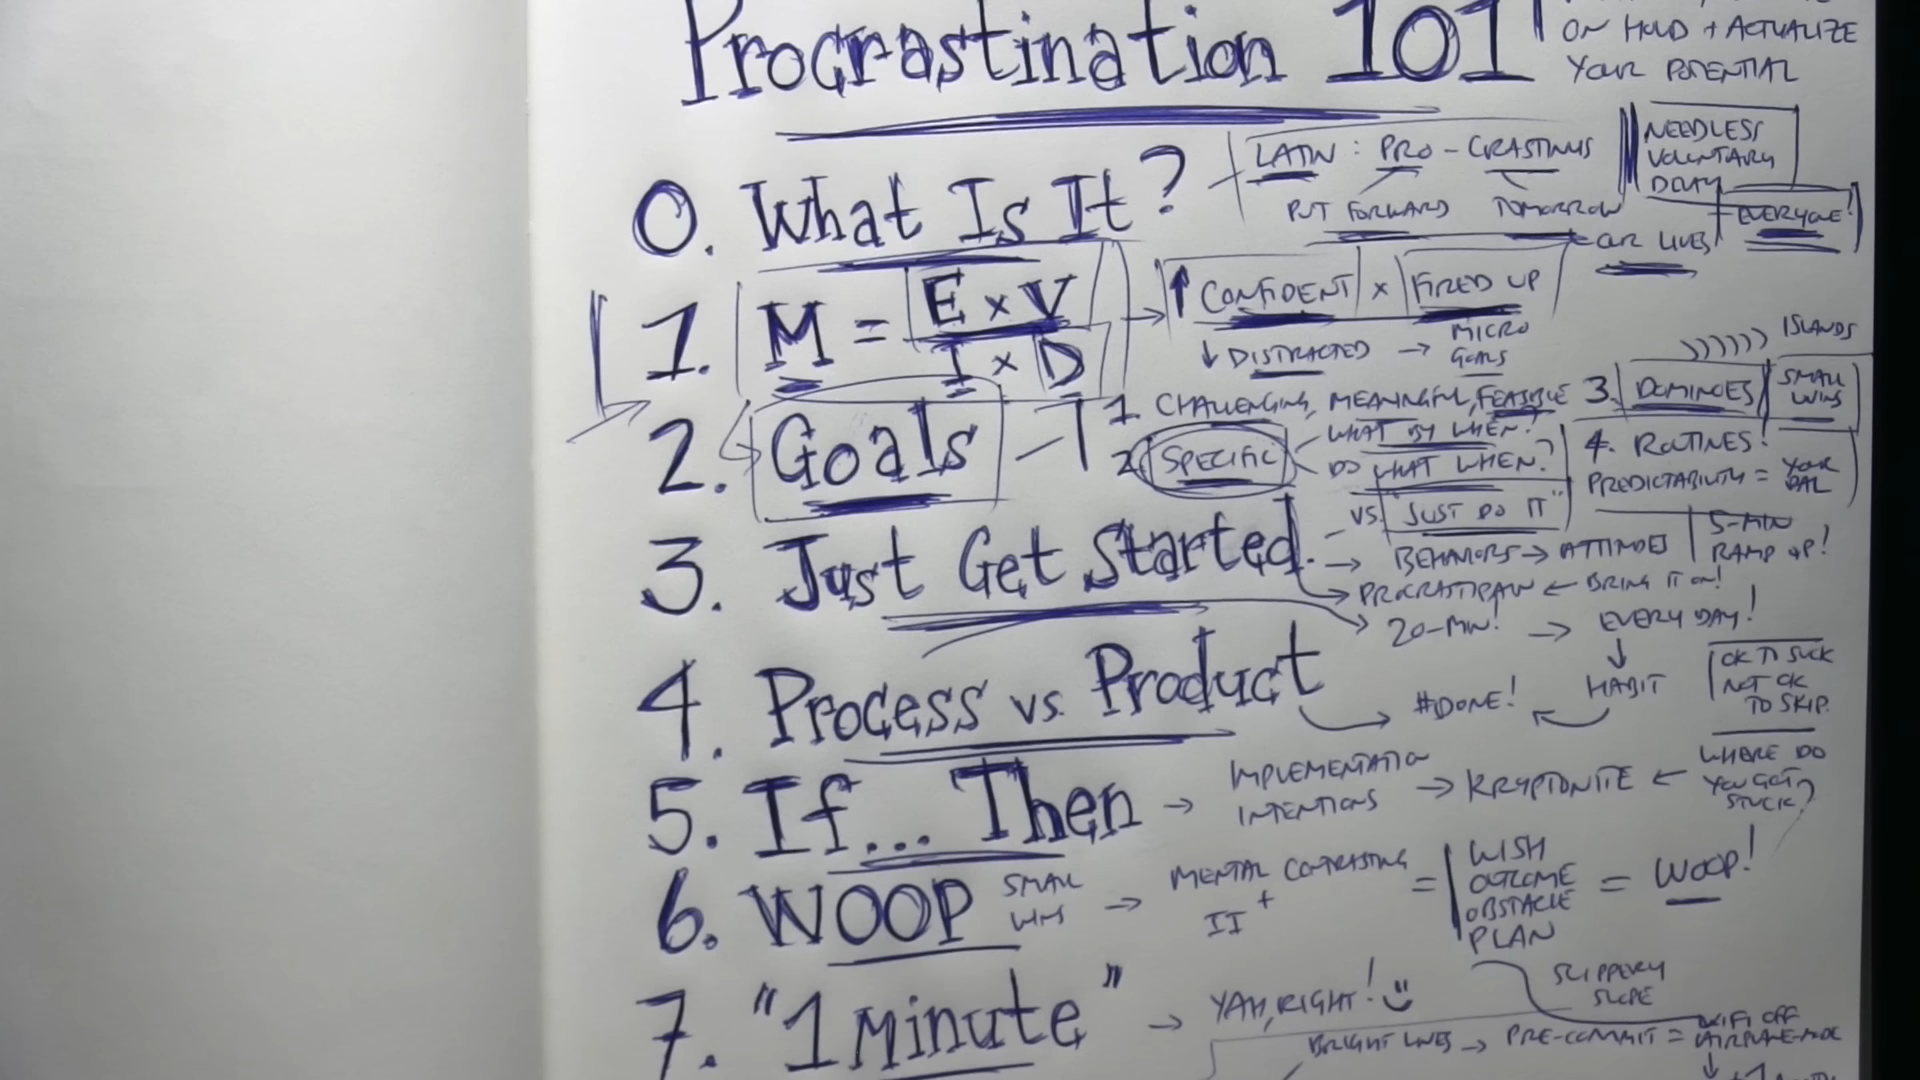 Procrastination 101
ON HOLD + ACTUALIZE
YOUR POTENTIAL
0. What Is It?
LATIN: PRO - CRASTINUS
PUT FORWARD TOMORROW
NEEDLESS
VOLUNTARY
DELAY
OUR LIVES
EVERYONE!
1. M = E x V
I x D
↑ CONFIDENT x FIRED UP
↓ DISTRACTED → MICRO
GOALS
2. Goals
1. CHALLENGING, MEANINGFUL, FEASIBLE
2. SPECIFIC
WHAT BY WHEN?
DO WHAT WHEN?
VS. "JUST DO IT"
ISLANDS
3. DOMINOES
SMALL
WINS
4. ROUTINES!
PREDICTABILITY = YOUR
PAL
3. Just Get Started.
→ BEHAVIORS → ATTITUDES
5-MIN
RAMP UP!
← BRING IT ON!
20-MIN! → EVERY DAY!
↓
HABIT
4. Process vs. Product
#DONE!
OK TO SUCK
NOT OK
TO SKIP.
5. If... Then
→ IMPLEMENTATION
INTENTIONS
→ KRYPTONITE ←
WHERE DO
YOU GET
STUCK?
6. WOOP
SMALL
WINS
→ MENTAL CONTRASTING
+
II
=
WISH
OUTCOME
OBSTACLE
PLAN
= WOOP!
7. "1 Minute"
→ YAH, RIGHT!
SLIPPERY
SLOPE
BRIGHT LINES → PRE-COMMIT =
WIFI OFF
AIRPLANE-MODE
↓